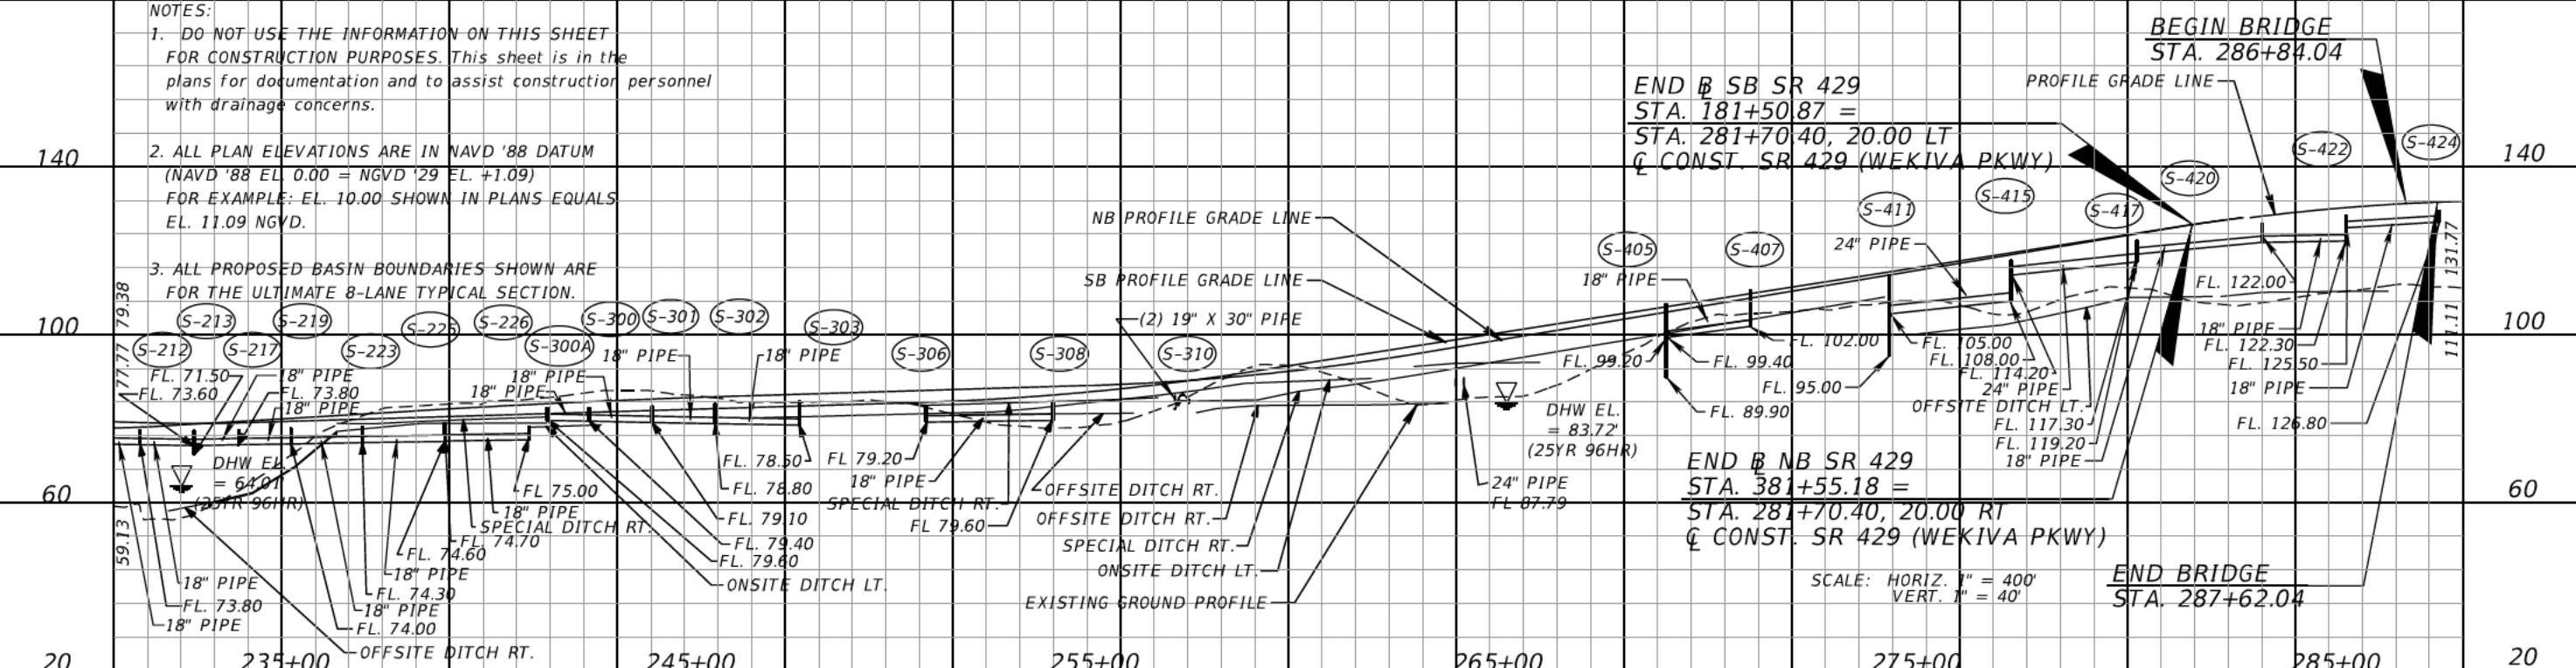 NOTES:
1. DO NOT USE THE INFORMATION ON THIS SHEET
FOR CONSTRUCTION PURPOSES. This sheet is in the
plans for documentation and to assist construction personnel
with drainage concerns.
2. ALL PLAN ELEVATIONS ARE IN NAVD '88 DATUM
(NAVD '88 EL. 0.00 = NGVD '29 EL. +1.09)
FOR EXAMPLE: EL. 10.00 SHOWN IN PLANS EQUALS
EL. 11.09 NGVD.
3. ALL PROPOSED BASIN BOUNDARIES SHOWN ARE
FOR THE ULTIMATE 8-LANE TYPICAL SECTION.
140
100
60
20
77.77 79.38
59.13
S-212
S-213
S-217
S-219
S-223
S-225
S-226
S-300A
S-300
S-301
S-302
S-303
S-306
S-308
S-310
FL. 71.50
FL. 73.60
18" PIPE
FL. 73.80
18" PIPE
18" PIPE
18" PIPE
18" PIPE
18" PIPE
DHW EL.
= 64.01'
(25YR 96HR)
18" PIPE
FL. 73.80
18" PIPE
OFFSITE DITCH RT.
FL. 74.00
18" PIPE
FL. 74.30
18" PIPE
FL. 74.60
FL. 74.70
SPECIAL DITCH RT.
18" PIPE
FL 75.00
FL. 78.50
FL. 78.80
FL. 79.10
FL. 79.40
FL. 79.60
ONSITE DITCH LT.
FL 79.20
18" PIPE
SPECIAL DITCH RT.
FL 79.60
OFFSITE DITCH RT.
OFFSITE DITCH RT.
SPECIAL DITCH RT.
ONSITE DITCH LT.
EXISTING GROUND PROFILE
NB PROFILE GRADE LINE
SB PROFILE GRADE LINE
(2) 19" X 30" PIPE
24" PIPE
FL 87.79
DHW EL.
= 83.72'
(25YR 96HR)
END BL SB SR 429
STA. 181+50.87 =
STA. 281+70.40, 20.00 LT
CL CONST. SR 429 (WEKIVA PKWY)
S-405
S-407
S-411
S-415
S-417
S-420
S-422
S-424
18" PIPE
24" PIPE
FL. 99.20
FL. 99.40
FL. 89.90
FL. 102.00
FL. 95.00
FL. 105.00
FL. 108.00
FL. 114.20
24" PIPE
OFFSITE DITCH LT.
FL. 117.30
FL. 119.20
18" PIPE
FL. 122.00
18" PIPE
FL. 122.30
FL. 125.50
18" PIPE
FL. 126.80
BEGIN BRIDGE
STA. 286+84.04
PROFILE GRADE LINE
END BL NB SR 429
STA. 381+55.18 =
STA. 281+70.40, 20.00 RT
CL CONST. SR 429 (WEKIVA PKWY)
SCALE: HORIZ. 1" = 400'
VERT. 1" = 40'
END BRIDGE
STA. 287+62.04
111.11 131.77
140
100
60
20
235+00
245+00
255+00
265+00
275+00
285+00